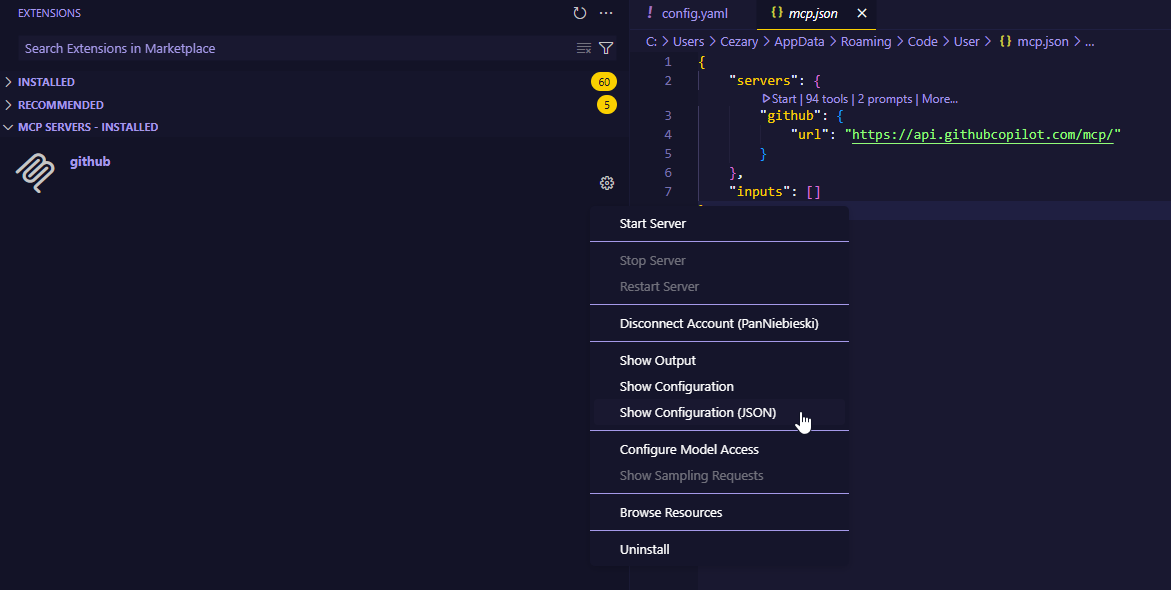 EXTENSIONS
Search Extensions in Marketplace
INSTALLED
60
RECOMMENDED
5
MCP SERVERS - INSTALLED
github
! config.yaml
{} mcp.json
C: > Users > Cezary > AppData > Roaming > Code > User > {} mcp.json > ...
1 {
2 "servers": {
Start | 94 tools | 2 prompts | More...
3 "github": {
4 "url": "https://api.githubcopilot.com/mcp/"
5 }
6 },
7 "inputs": []
Start Server
Stop Server
Restart Server
Disconnect Account (PanNiebieski)
Show Output
Show Configuration
Show Configuration (JSON)
Configure Model Access
Show Sampling Requests
Browse Resources
Uninstall